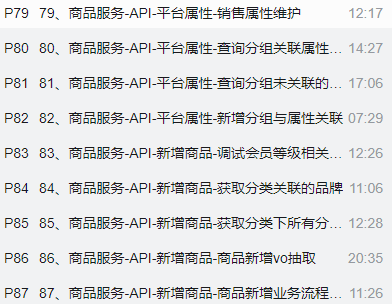 P79 79、商品服务-API-平台属性-销售属性维护 12:17
P80 80、商品服务-API-平台属性-查询分组关联属性... 14:27
P81 81、商品服务-API-平台属性-查询分组未关联的... 17:06
P82 82、商品服务-API-平台属性-新增分组与属性关联 07:29
P83 83、商品服务-API-新增商品-调试会员等级相关... 12:26
P84 84、商品服务-API-新增商品-获取分类关联的品牌 11:06
P85 85、商品服务-API-新增商品-获取分类下所有分... 12:28
P86 86、商品服务-API-新增商品-商品新增vo抽取 20:35
P87 87、商品服务-API-新增商品-商品新增业务流程... 11:26